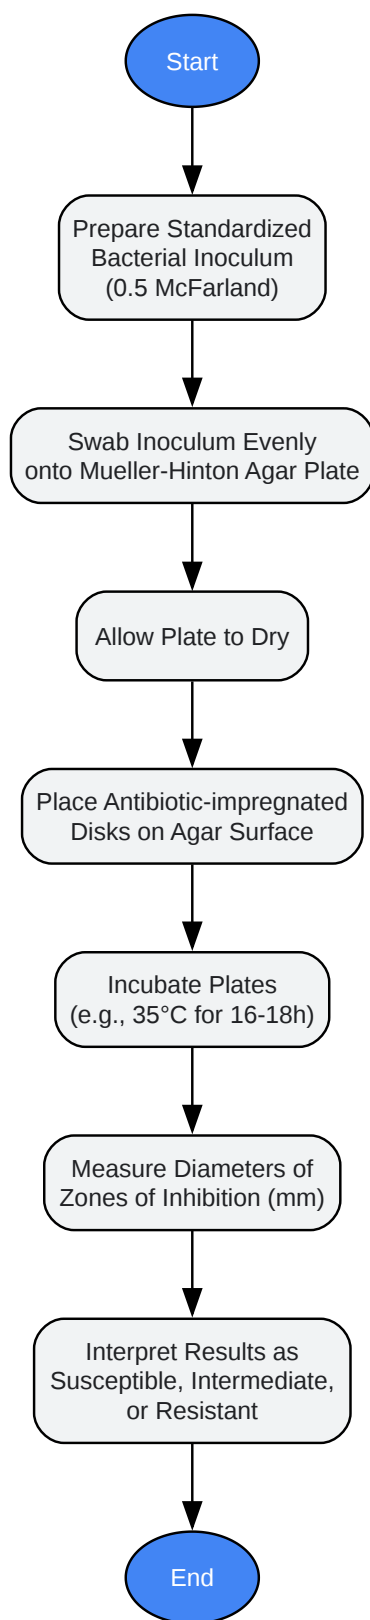 Start
Prepare Standardized
Bacterial Inoculum
(0.5 McFarland)
Swab Inoculum Evenly
onto Mueller-Hinton Agar Plate
Allow Plate to Dry
Place Antibiotic-impregnated
Disks on Agar Surface
Incubate Plates
(e.g., 35°C for 16-18h)
Measure Diameters of
Zones of Inhibition (mm)
Interpret Results as
Susceptible, Intermediate,
or Resistant
End